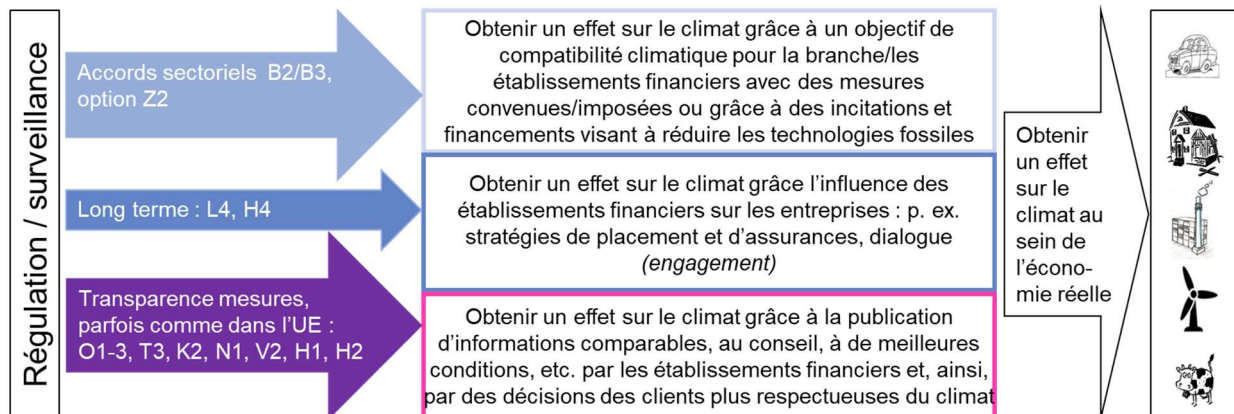 Régulation / surveillance
Accords sectoriels B2/B3,
option Z2
Obtenir un effet sur le climat grâce à un objectif de
compatibilité climatique pour la branche/les
établissements financiers avec des mesures
convenues/imposées ou grâce à des incitations et
financements visant à réduire les technologies fossiles
Long terme : L4, H4
Obtenir un effet sur le climat grâce l’influence des
établissements financiers sur les entreprises : p. ex.
stratégies de placement et d’assurances, dialogue
(engagement)
Transparence mesures,
parfois comme dans l’UE :
O1-3, T3, K2, N1, V2, H1, H2
Obtenir un effet sur le climat grâce à la publication
d’informations comparables, au conseil, à de meilleures
conditions, etc. par les établissements financiers et, ainsi,
par des décisions des clients plus respectueuses du climat
Obtenir
un effet
sur le
climat au
sein de
l’écono-
mie réelle